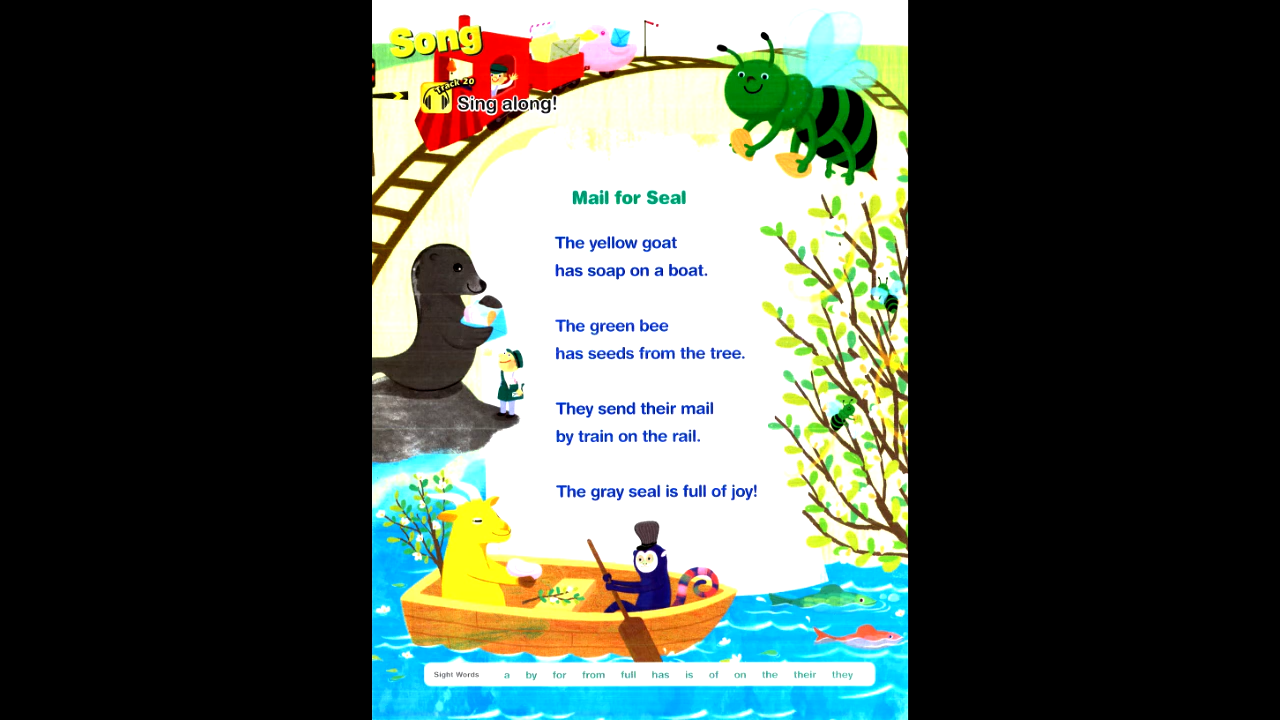 Song
Track 20
Sing along!
Mail for Seal
The yellow goat
has soap on a boat.
The green bee
has seeds from the tree.
They send their mail
by train on the rail.
The gray seal is full of joy!
Sight Words a by for from full has is of on the their they